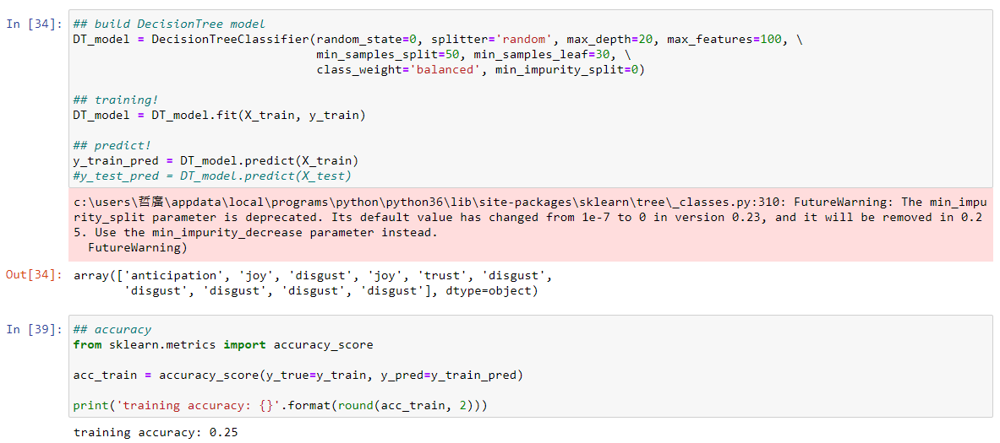 In [34]: ## build DecisionTree model
DT_model = DecisionTreeClassifier(random_state=0, splitter='random', max_depth=20, max_features=100, \
min_samples_split=50, min_samples_leaf=30, \
class_weight='balanced', min_impurity_split=0)
## training!
DT_model = DT_model.fit(X_train, y_train)
## predict!
y_train_pred = DT_model.predict(X_train)
#y_test_pred = DT_model.predict(X_test)
c:\users\哲廣\appdata\local\programs\python\python36\lib\site-packages\sklearn\tree\_classes.py:310: FutureWarning: The min_impu
rity_split parameter is deprecated. Its default value has changed from 1e-7 to 0 in version 0.23, and it will be removed in 0.2
5. Use the min_impurity_decrease parameter instead.
FutureWarning)
Out[34]: array(['anticipation', 'joy', 'disgust', 'joy', 'trust', 'disgust',
'disgust', 'disgust', 'disgust', 'disgust'], dtype=object)
In [39]: ## accuracy
from sklearn.metrics import accuracy_score
acc_train = accuracy_score(y_true=y_train, y_pred=y_train_pred)
print('training accuracy: {}'.format(round(acc_train, 2)))
training accuracy: 0.25